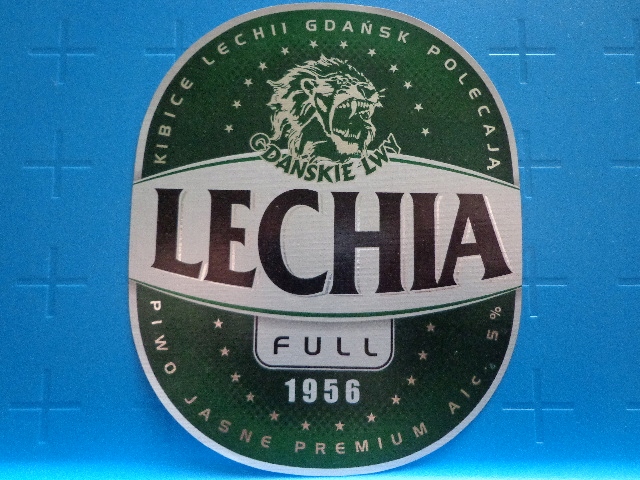 KIBICE LECHII GDAŃSK POLECAJĄ
GDAŃSKIE LWY
LECHIA
FULL
1956
PIWO JASNE PREMIUM Alc. 5%